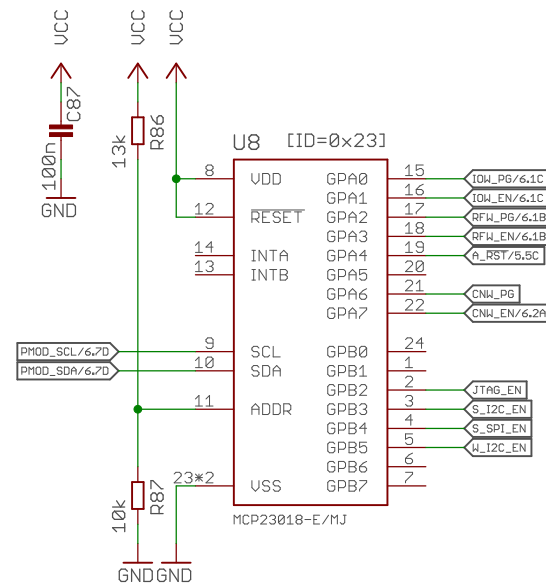 VCC
VCC
VCC
C87
100n
GND
R86
13k
U8 [ID=0x23]
8 VDD GPA0 15 IOW_PG/6.1C
GPA1 16 IOW_EN/6.1C
12 RESET GPA2 17 RFW_PG/6.1B
GPA3 18 RFW_EN/6.1B
14 INTA GPA4 19 A_RST/5.5C
13 INTB GPA5 20
GPA6 21 CNW_PG
GPA7 22 CNW_EN/6.2A
PMOD_SCL/6.7D 9 SCL GPB0 24
PMOD_SDA/6.7D 10 SDA GPB1 1
GPB2 2 JTAG_EN
11 ADDR GPB3 3 S_I2C_EN
GPB4 4 S_SPI_EN
GPB5 5 W_I2C_EN
GPB6 6
23*2 VSS GPB7 7
R87
10k
MCP23018-E/MJ
GND GND